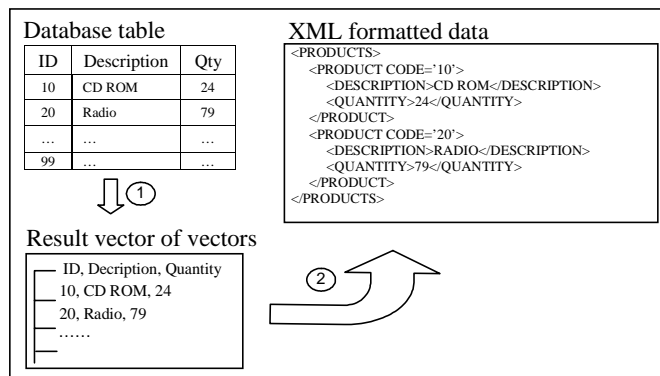 Database table
ID Description Qty
10 CD ROM 24
20 Radio 79
... ... ...
99 ... ...
1
Result vector of vectors
ID, Decription, Quantity
10, CD ROM, 24
20, Radio, 79
......
2
XML formatted data
<PRODUCTS>
<PRODUCT CODE='10'>
<DESCRIPTION>CD ROM</DESCRIPTION>
<QUANTITY>24</QUANTITY>
</PRODUCT>
<PRODUCT CODE='20'>
<DESCRIPTION>RADIO</DESCRIPTION>
<QUANTITY>79</QUANTITY>
</PRODUCT>
</PRODUCTS>